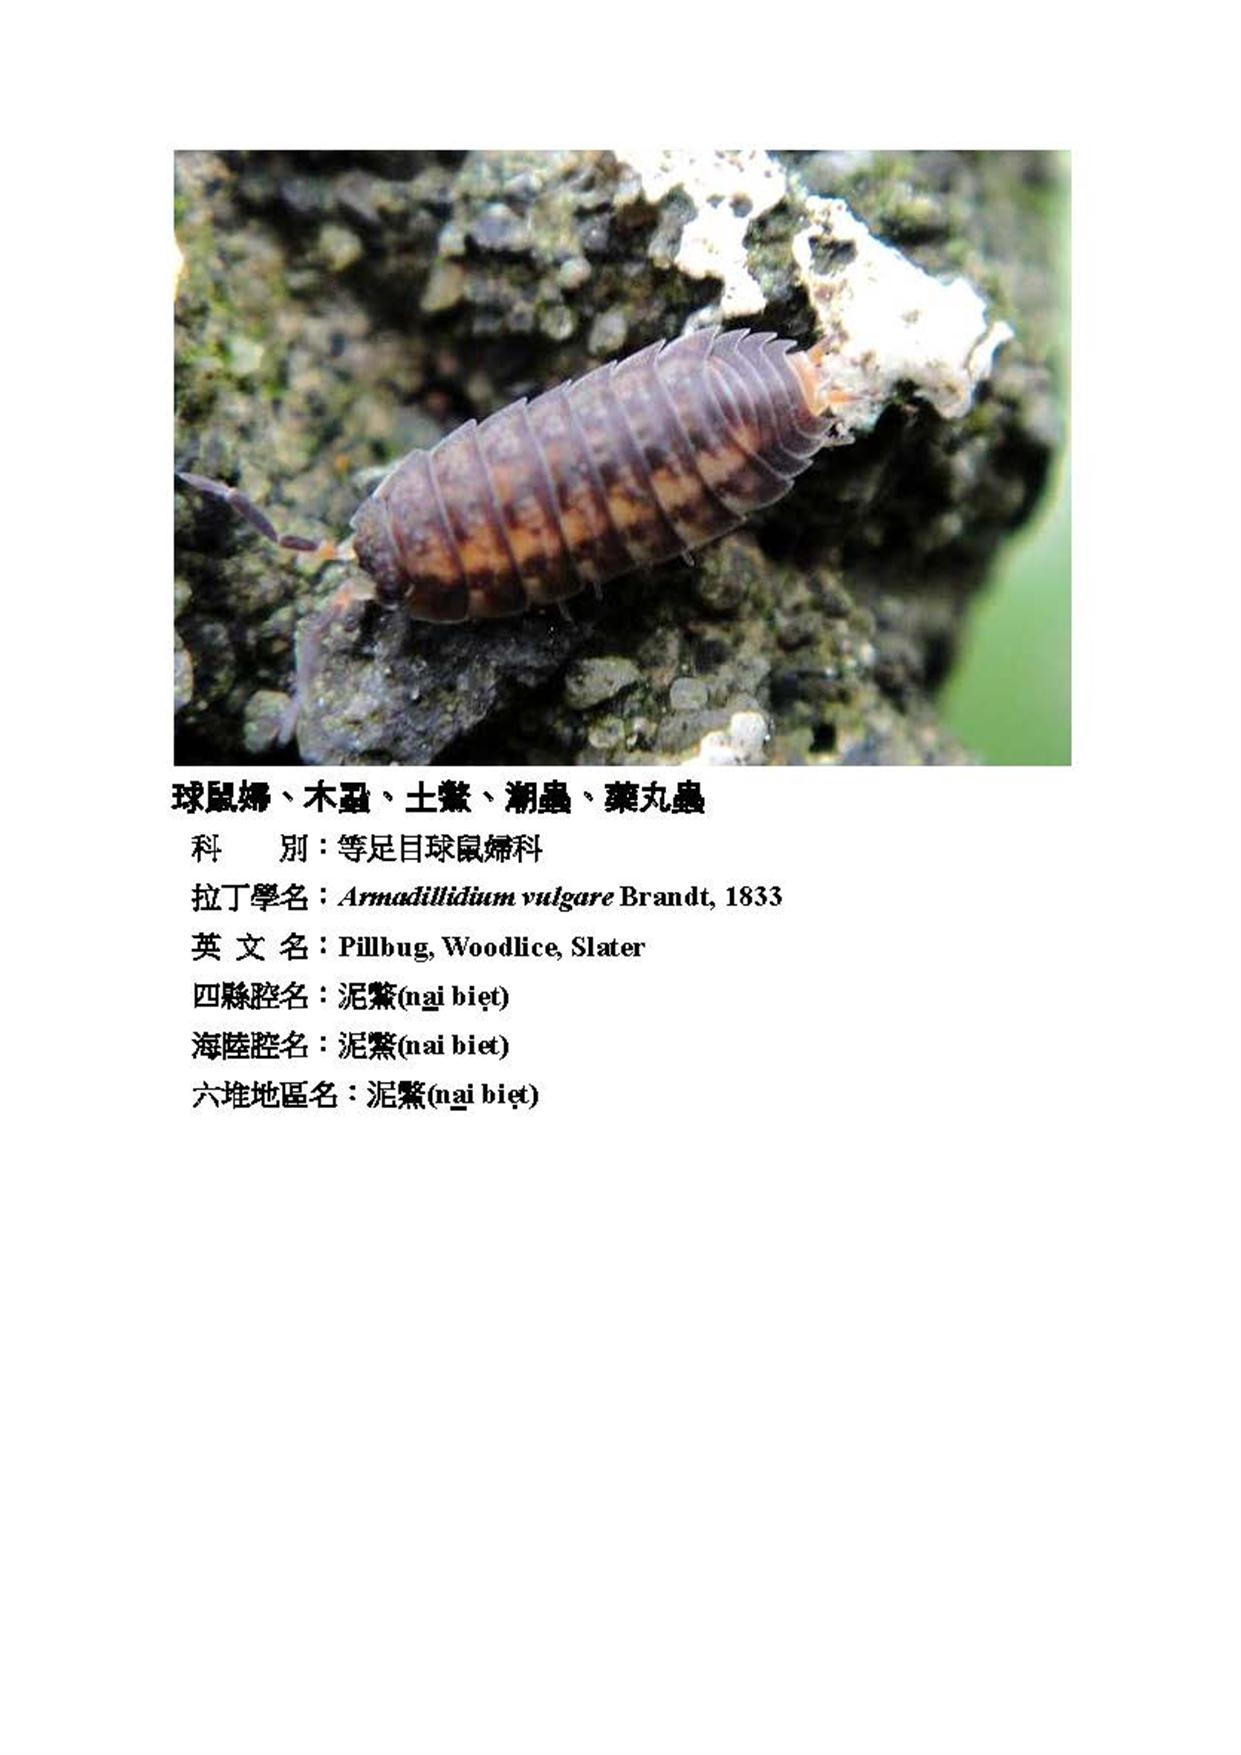 球鼠婦、木蝨、土鱉、潮蟲、藥丸蟲
科　　別：等足目球鼠婦科
拉丁學名：Armadillidium vulgare Brandt, 1833
英 文 名：Pillbug, Woodlice, Slater
四縣腔名：泥鱉(na̲i biẹt)
海陸腔名：泥鱉(nai biet)
六堆地區名：泥鱉(na̲i biẹt)